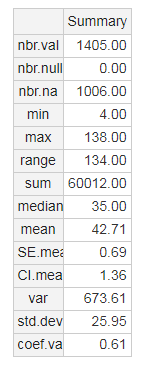 Summary
nbr.val 1405.00
nbr.null 0.00
nbr.na 1006.00
min 4.00
max 138.00
range 134.00
sum 60012.00
median 35.00
mean 42.71
SE.mea 0.69
CI.mea 1.36
var 673.61
std.dev 25.95
coef.va 0.61